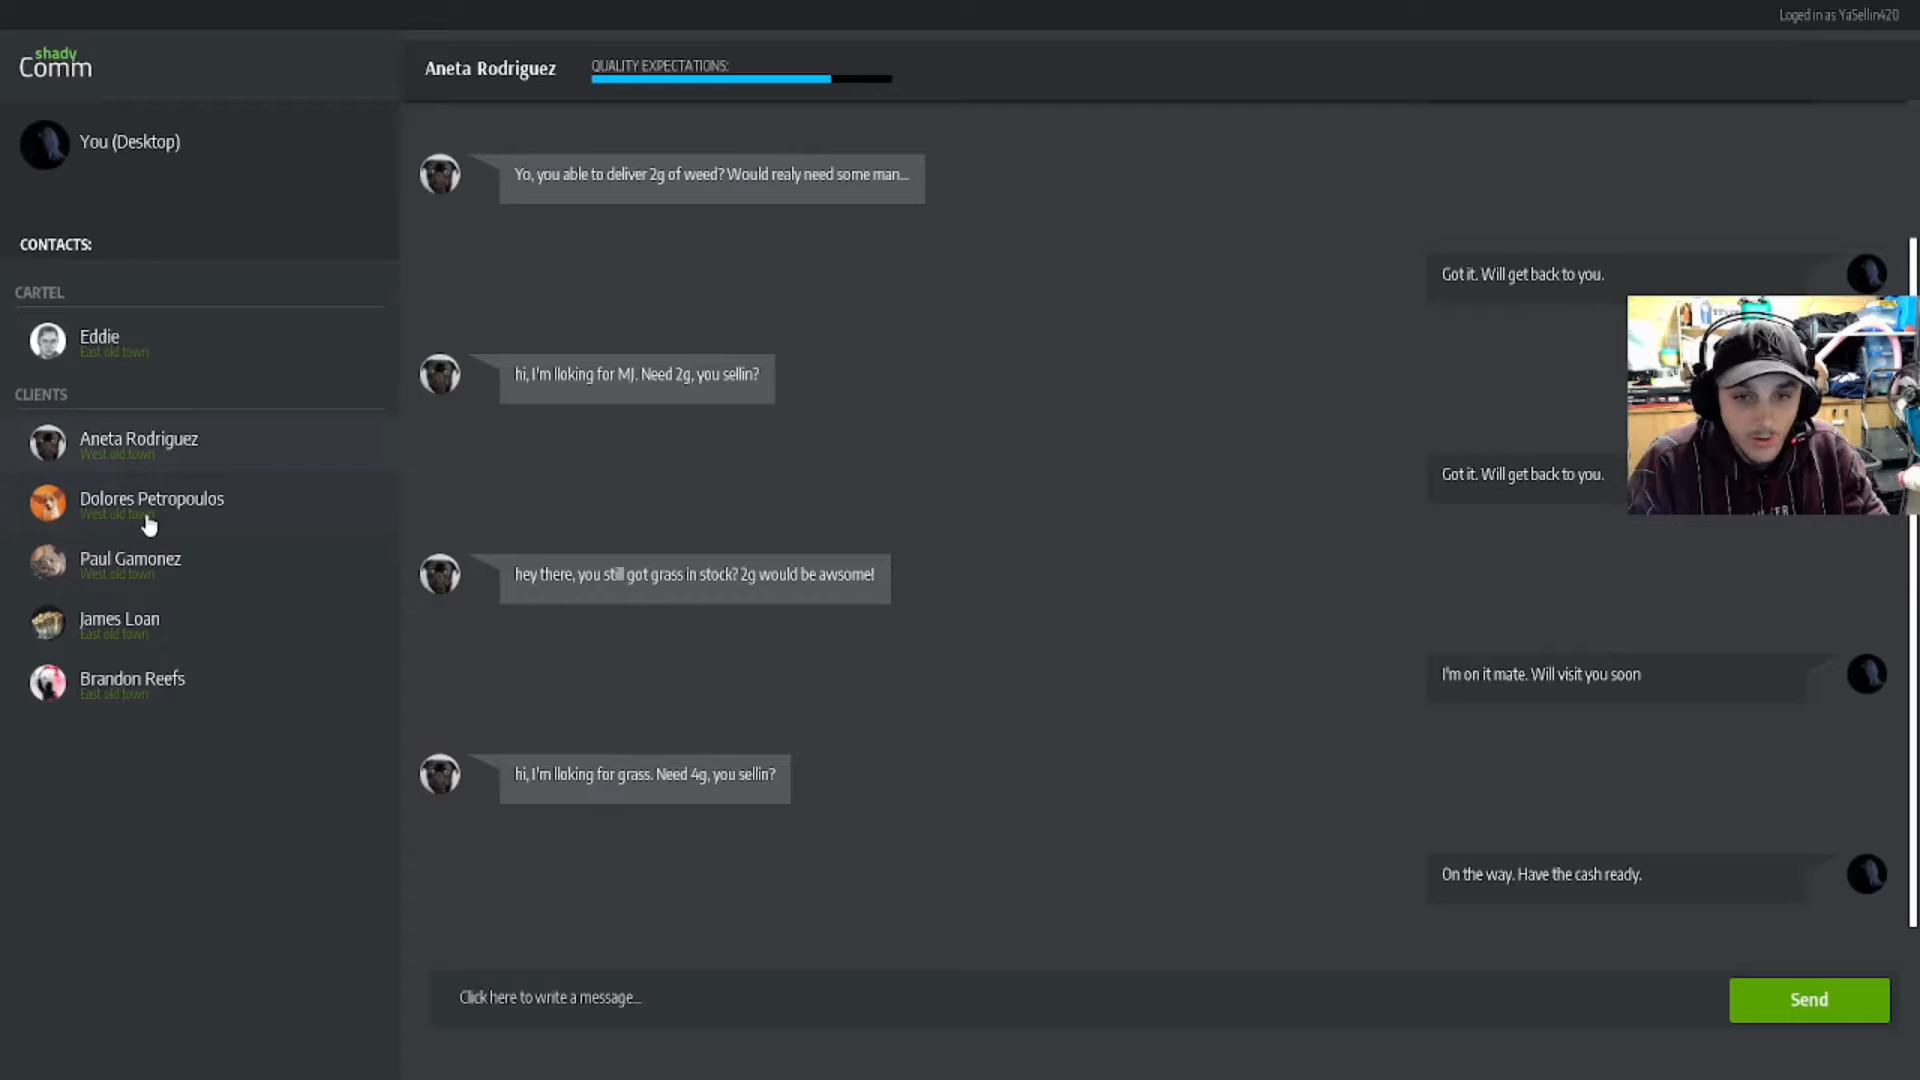 Loged in as YaSellin420
shady
Comm
You (Desktop)
CONTACTS:
CARTEL
Eddie
East old town
CLIENTS
Aneta Rodriguez
West old town
Dolores Petropoulos
West old town
Paul Gamonez
West old town
James Loan
East old town
Brandon Reefs
East old town
Aneta Rodriguez
QUALITY EXPECTATIONS:
Yo, you able to deliver 2g of weed? Would realy need some man...
Got it. Will get back to you.
hi, I'm lloking for MJ. Need 2g, you sellin?
Got it. Will get back to you.
hey there, you still got grass in stock? 2g would be awsome!
I'm on it mate. Will visit you soon
hi, I'm lloking for grass. Need 4g, you sellin?
On the way. Have the cash ready.
Click here to write a message...
Send